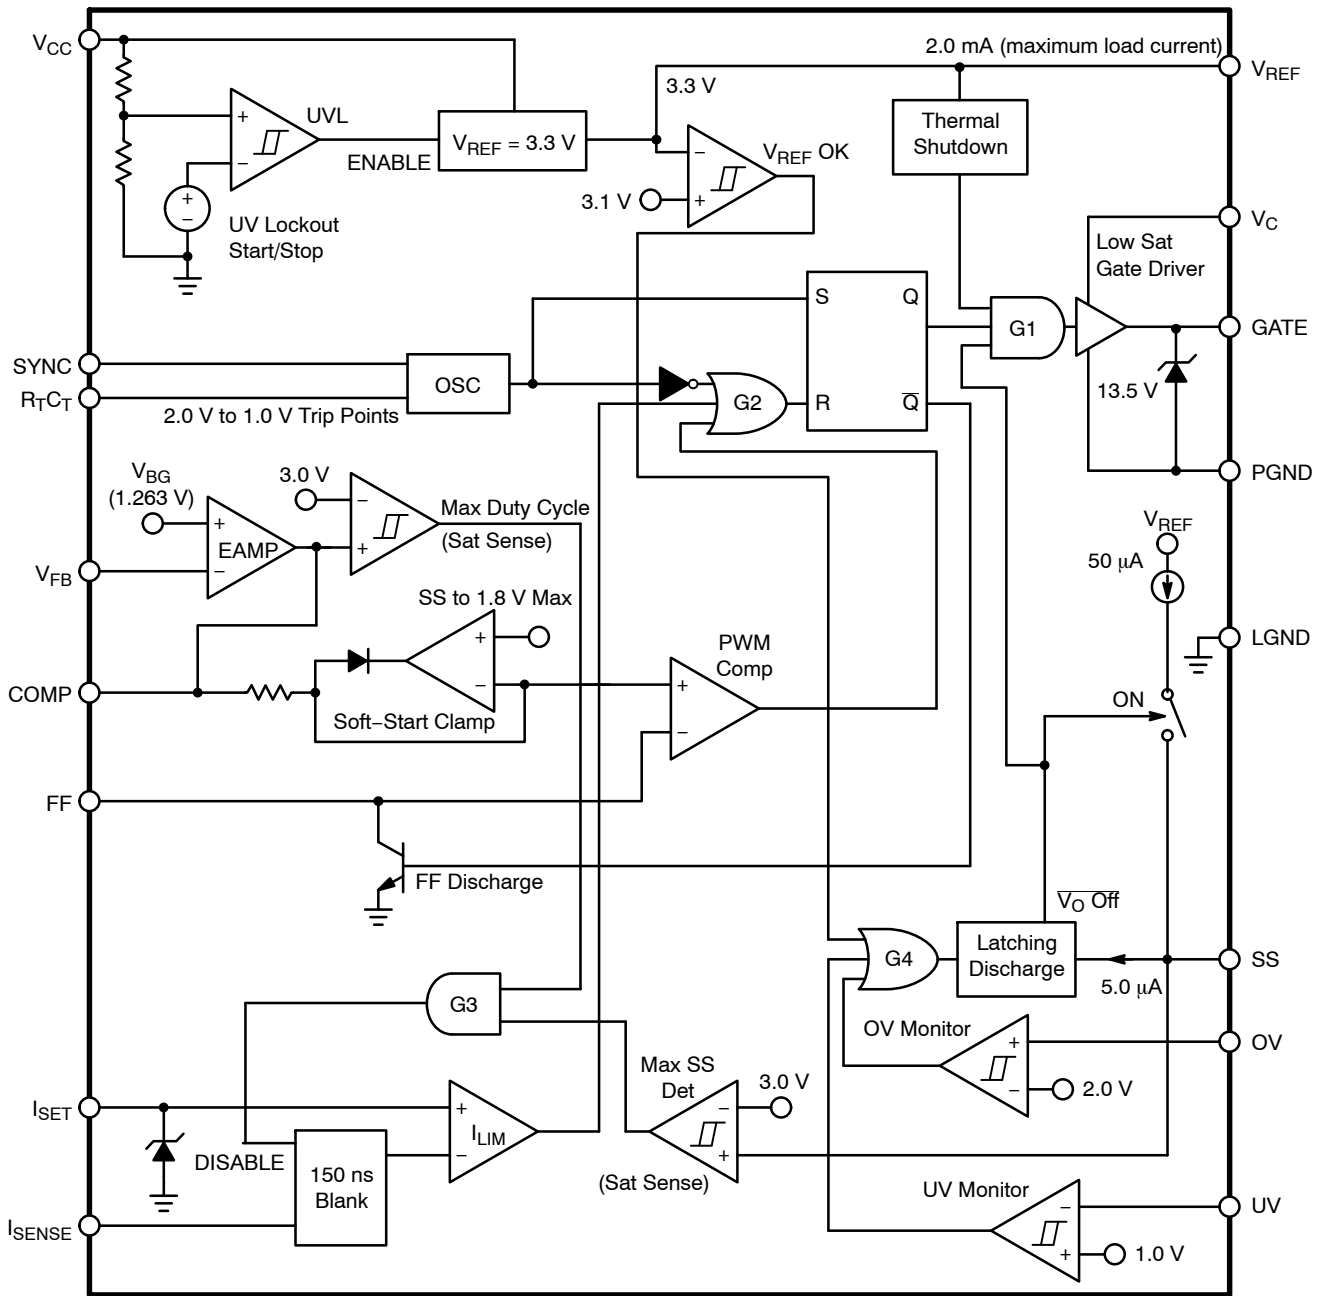 V_CC
2.0 mA (maximum load current)
V_REF
3.3 V
+
UVL
−
ENABLE
V_REF = 3.3 V
Thermal
Shutdown
−
V_REF OK
3.1 V
+
+
−
UV Lockout
Start/Stop
V_C
Low Sat
Gate Driver
S
Q
G1
GATE
SYNC
OSC
R_TC_T
2.0 V to 1.0 V Trip Points
G2
R
Q̅
13.5 V
V_BG
(1.263 V)
3.0 V
−
Max Duty Cycle
(Sat Sense)
+
EAMP
−
+
PGND
V_REF
50 μA
V_FB
SS to 1.8 V Max
+
−
Soft−Start Clamp
PWM
Comp
+
−
LGND
COMP
ON
FF
FF Discharge
V̅_O̅ ̅O̅f̅f̅
G4
Latching
Discharge
SS
5.0 μA
G3
OV Monitor
+
−
OV
2.0 V
Max SS
Det
3.0 V
−
+
(Sat Sense)
I_SET
+
I_LIM
−
DISABLE
150 ns
Blank
I_SENSE
UV Monitor
−
+
UV
1.0 V